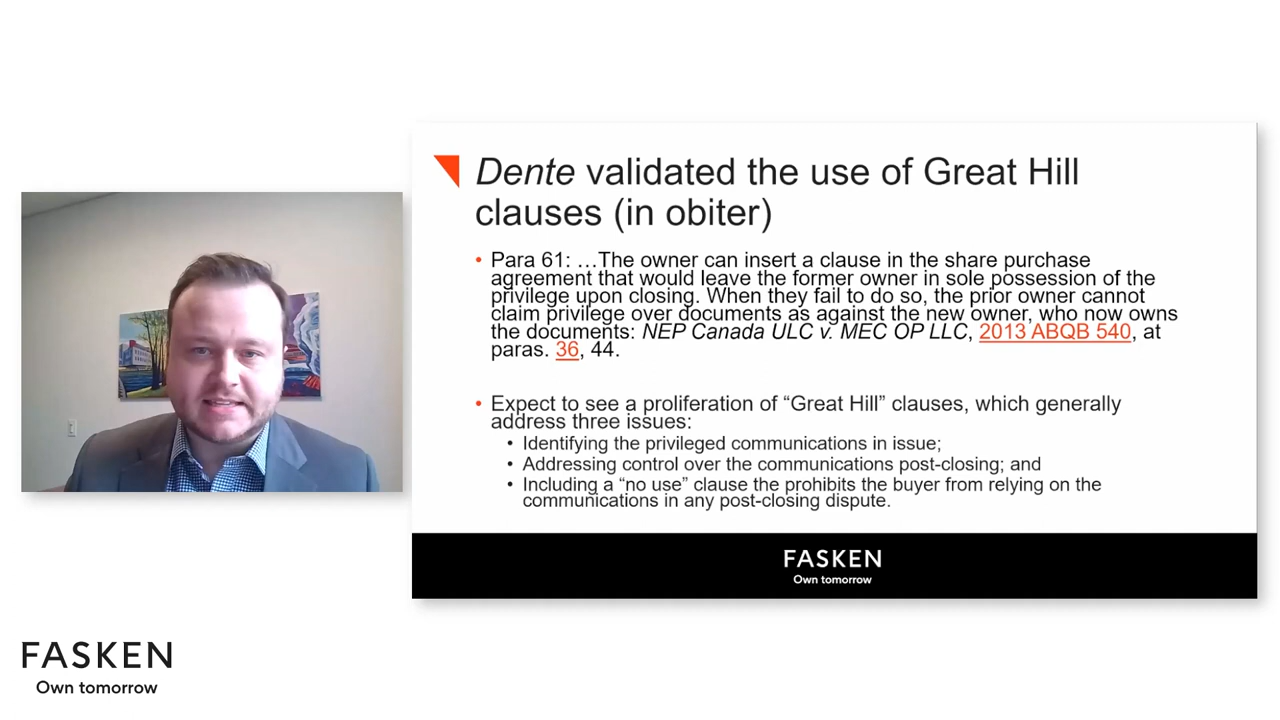 Dente validated the use of Great Hill
clauses (in obiter)
• Para 61: …The owner can insert a clause in the share purchase
agreement that would leave the former owner in sole possession of the
privilege upon closing. When they fail to do so, the prior owner cannot
claim privilege over documents as against the new owner, who now owns
the documents: NEP Canada ULC v. MEC OP LLC, 2013 ABQB 540, at
paras. 36, 44.
• Expect to see a proliferation of “Great Hill” clauses, which generally
address three issues:
• Identifying the privileged communications in issue;
• Addressing control over the communications post-closing; and
• Including a “no use” clause the prohibits the buyer from relying on the
communications in any post-closing dispute.
FASKEN
Own tomorrow
FASKEN
Own tomorrow